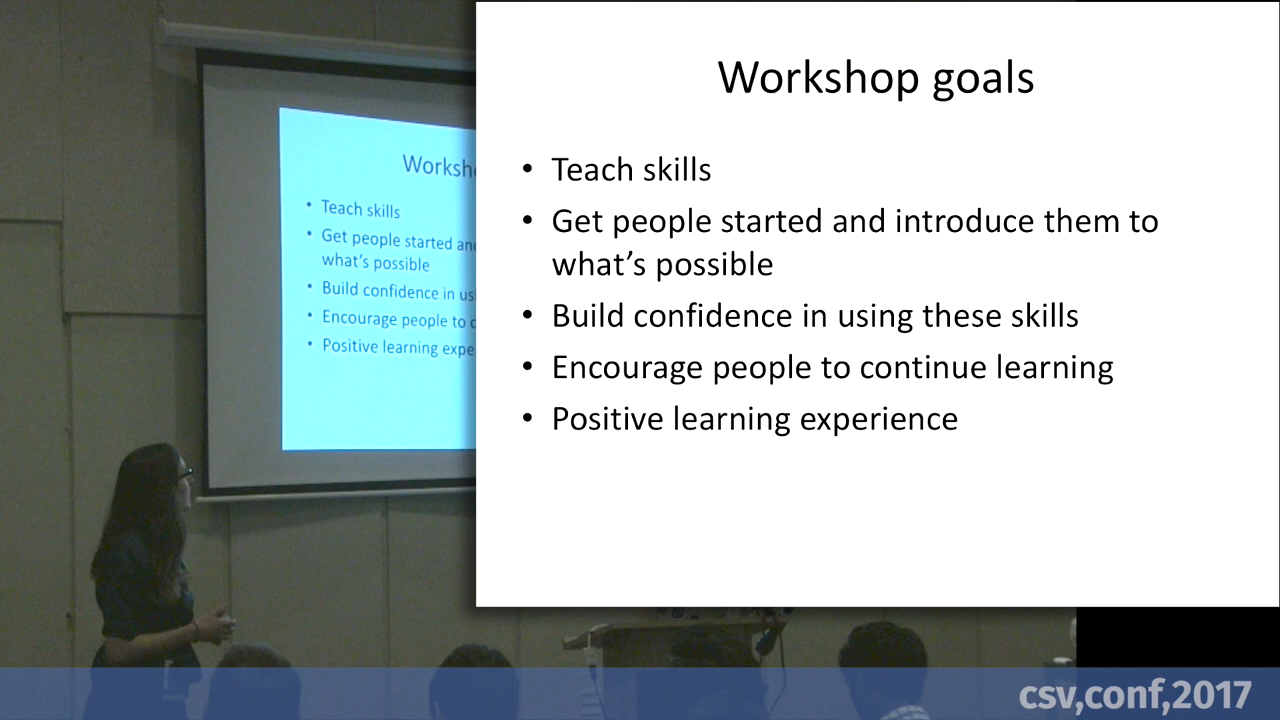 Workshop goals
• Teach skills
• Get people started and introduce them to
what's possible
• Build confidence in using these skills
• Encourage people to continue learning
• Positive learning experience
Worksh
• Teach skills
• Get people started and
what's possible
• Build confidence in us
• Encourage people to c
• Positive learning expe
csv,conf,2017